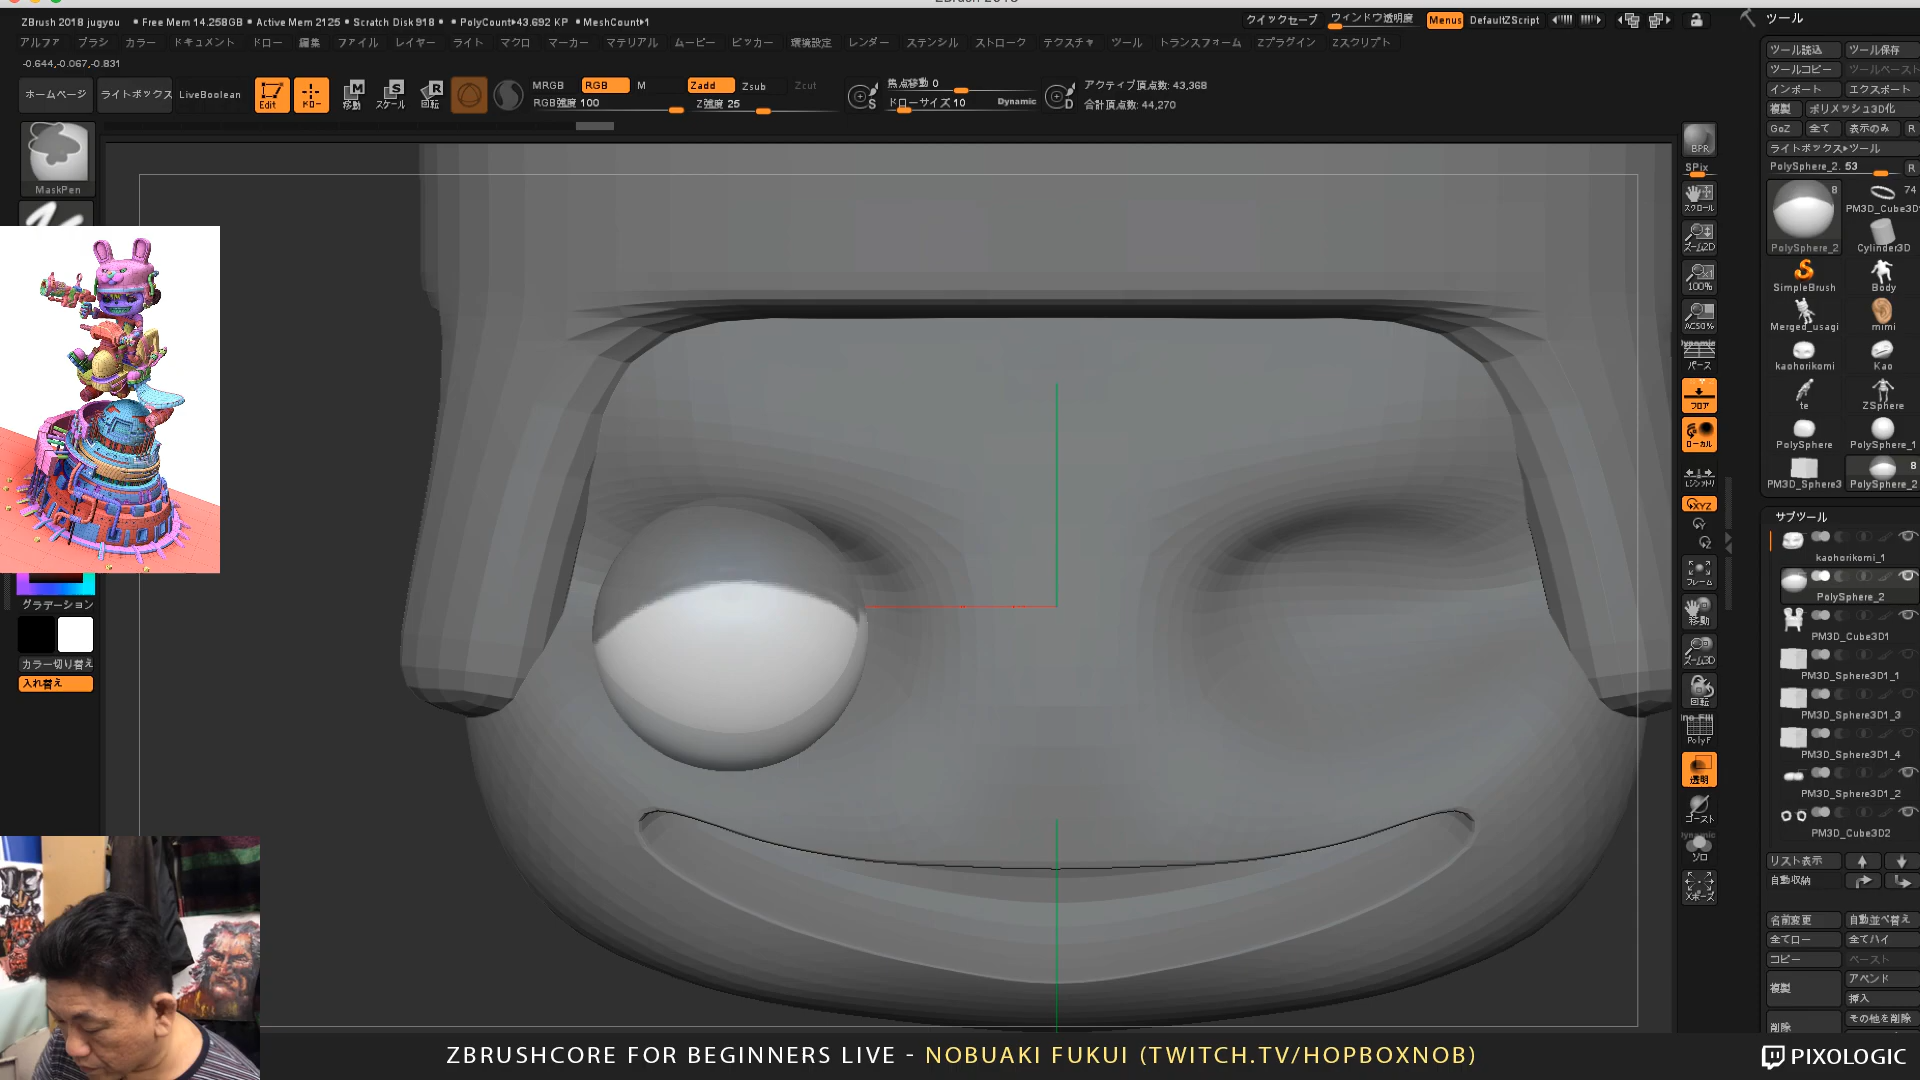 ZBrush 2018 jugyou • Free Mem 14.258GB • Active Mem 2125 • Scratch Disk 918 • • PolyCount▸43.692 KP • MeshCount▸1
クイックセーブ ウィンドウ透明度 Menus DefaultZScript
アルファ ブラシ カラー ドキュメント ドロー 編集 ファイル レイヤー ライト マクロ マーカー マテリアル ムービー ピッカー 環境設定 レンダー ステンシル ストローク テクスチャ ツール トランスフォーム Zプラグイン Zスクリプト
-0.644,-0.067,-0.831
ホームページ ライトボックス LiveBoolean Edit ドロー 移動 スケール 回転
MRGB RGB M Zadd Zsub Zcut
RGB強度 100 Z強度 25
焦点移動 0
ドローサイズ 10 Dynamic
アクティブ頂点数: 43,368
合計頂点数: 44,270
MaskPen
グラデーション
カラー切り替え
入れ替え
BPR
SPix
スクロール
ズーム2D
100%
AC50%
Dynamic
パース
フロア
ローカル
XYZ
フレーム
移動
ズーム3D
回転
PolyF
透明
ゴースト
Dynamic
ソロ
Xポーズ
ツール
ツール読込 ツール保存
ツールコピー ツールペースト
インポート エクスポート
複製 ポリメッシュ3D化
GoZ 全て 表示のみ R
ライトボックス▸ツール
PolySphere_2. 53 R
8 74
PM3D_Cube3D1
PolySphere_2 Cylinder3D
SimpleBrush Body
Merged_usagi mimi
kaohorikomi Kao
te ZSphere
PolySphere PolySphere_1
8
PM3D_Sphere3 PolySphere_2
サブツール
kaohorikomi_1
PolySphere_2
PM3D_Cube3D1
PM3D_Sphere3D1_1
PM3D_Sphere3D1_3
PM3D_Sphere3D1_4
PM3D_Sphere3D1_2
PM3D_Cube3D2
リスト表示
自動収納
名前変更 自動並べ替え
全てロー 全てハイ
コピー ペースト
複製 アペンド
挿入
削除 その他を削除
ZBRUSHCORE FOR BEGINNERS LIVE - NOBUAKI FUKUI (TWITCH.TV/HOPBOXNOB)
PIXOLOGIC